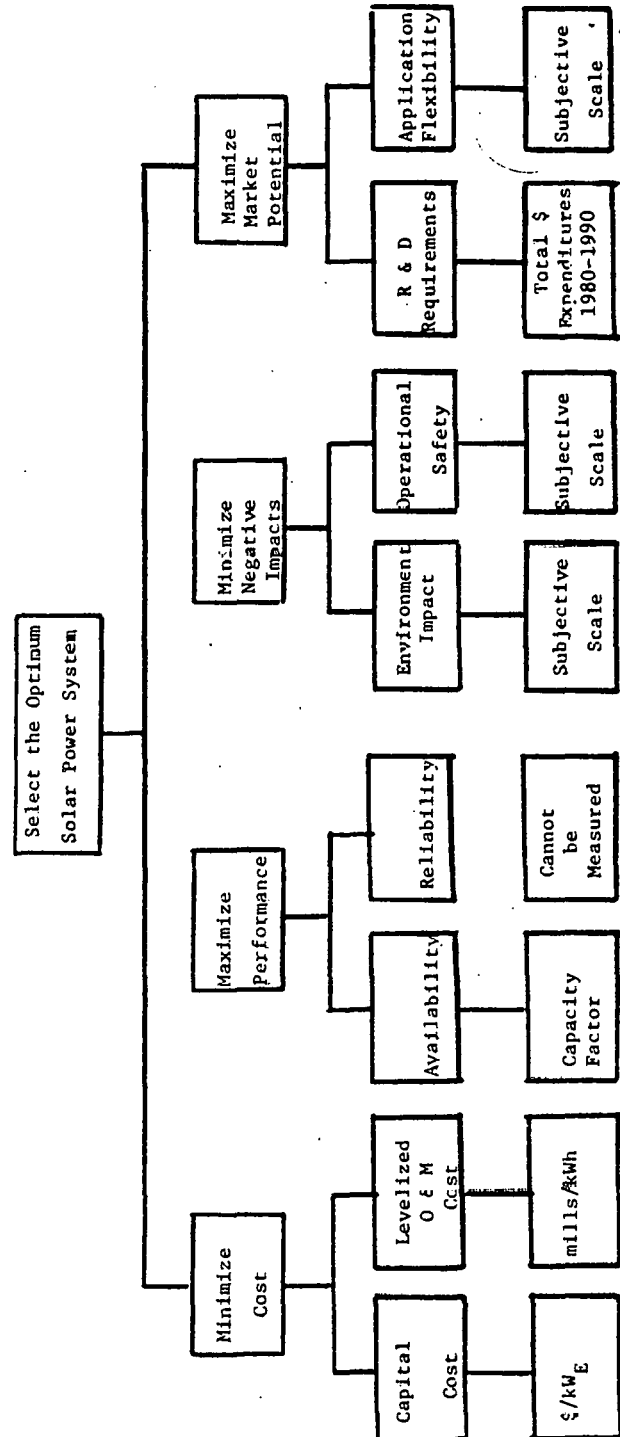 Select the Optimum
Solar Power System
Minimize
Cost
Maximize
Performance
Minimize
Negative
Impacts
Maximize
Market
Potential
Capital
Cost
Levelized
O & M
Cost
Availability
Reliability
Environment
Impact
Operational
Safety
R & D
Requirements
Application
Flexibility
$/kWE
mills/kWh
Capacity
Factor
Cannot
be
Measured
Subjective
Scale
Subjective
Scale
Total $
Expenditures
1980-1990
Subjective
Scale